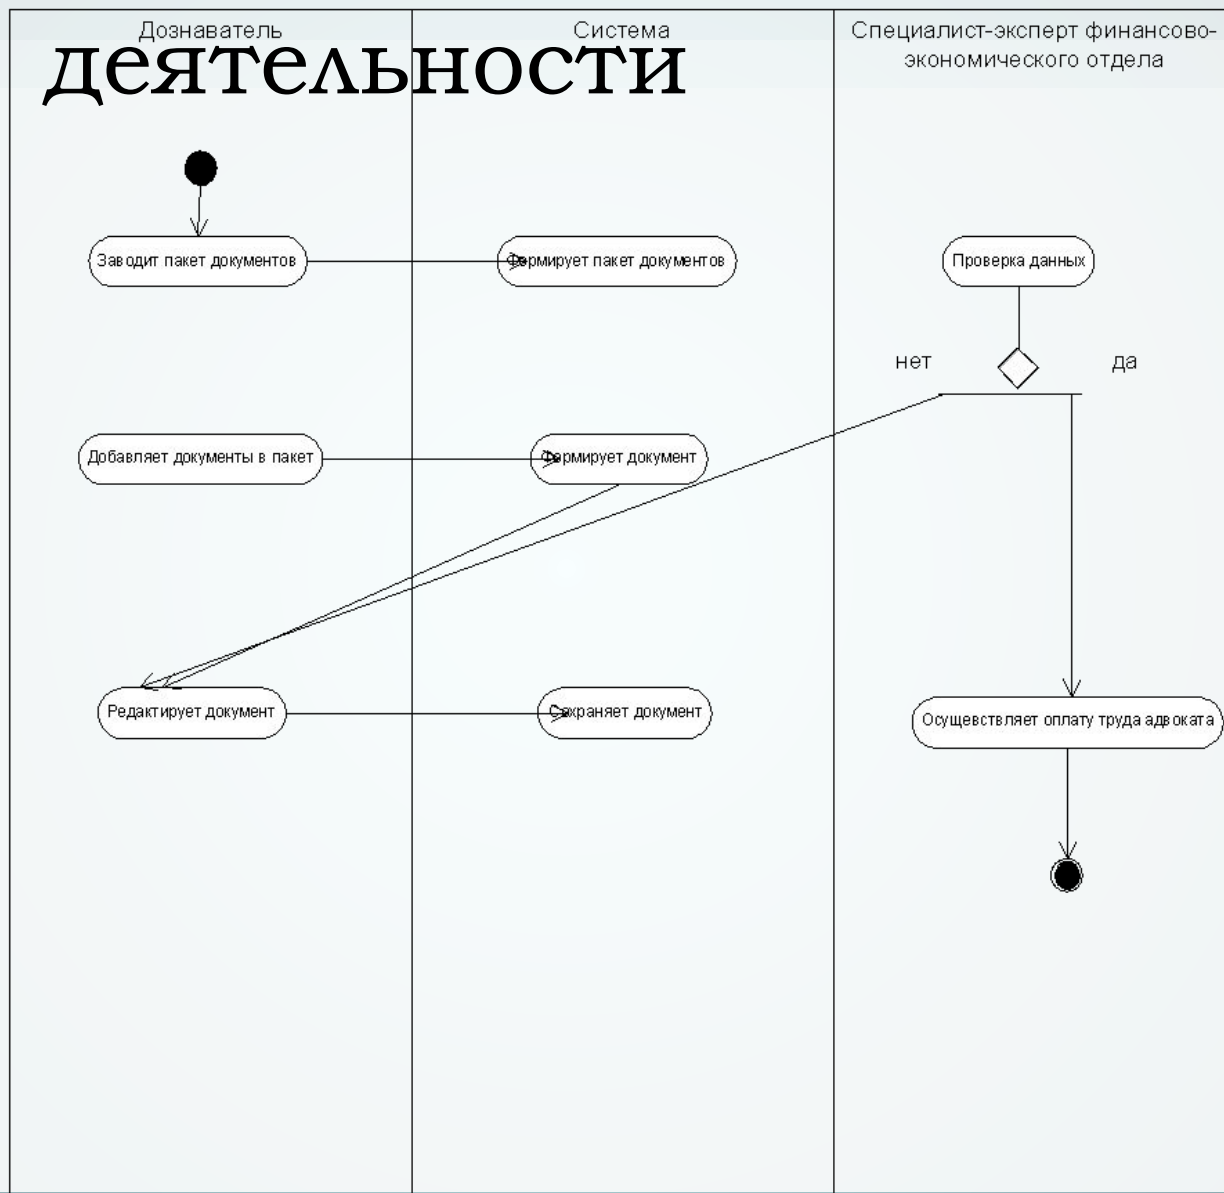 Дознаватель
Система
Специалист-эксперт финансово-
экономического отдела
деятельности
Заводит пакет документов
Формирует пакет документов
Проверка данных
нет
да
Добавляет документы в пакет
Формирует документ
Редактирует документ
Сохраняет документ
Осущевствляет оплату труда адвоката